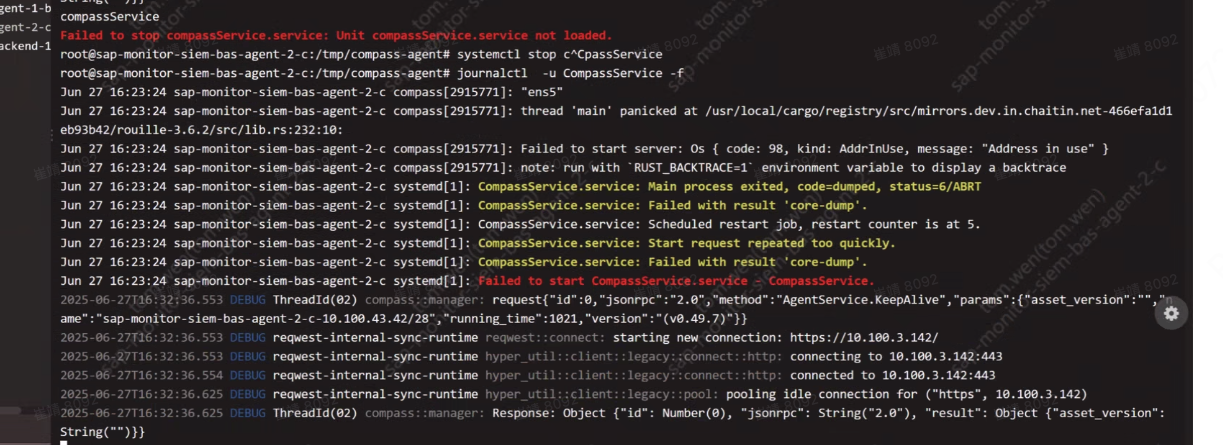 gent-1-b
gent-2-c
ackend-1
String("")}}
compassService
Failed to stop compassService.service: Unit compassService.service not loaded.
root@sap-monitor-siem-bas-agent-2-c:/tmp/compass-agent# systemctl stop c^CpassService
root@sap-monitor-siem-bas-agent-2-c:/tmp/compass-agent# journalctl  -u CompassService -f
Jun 27 16:23:24 sap-monitor-siem-bas-agent-2-c compass[2915771]: "ens5"
Jun 27 16:23:24 sap-monitor-siem-bas-agent-2-c compass[2915771]: thread 'main' panicked at /usr/local/cargo/registry/src/mirrors.dev.in.chaitin.net-466efa1d1
eb93b42/rouille-3.6.2/src/lib.rs:232:10:
Jun 27 16:23:24 sap-monitor-siem-bas-agent-2-c compass[2915771]: Failed to start server: Os { code: 98, kind: AddrInUse, message: "Address in use" }
Jun 27 16:23:24 sap-monitor-siem-bas-agent-2-c compass[2915771]: note: run with `RUST_BACKTRACE=1` environment variable to display a backtrace
Jun 27 16:23:24 sap-monitor-siem-bas-agent-2-c systemd[1]: CompassService.service: Main process exited, code=dumped, status=6/ABRT
Jun 27 16:23:24 sap-monitor-siem-bas-agent-2-c systemd[1]: CompassService.service: Failed with result 'core-dump'.
Jun 27 16:23:24 sap-monitor-siem-bas-agent-2-c systemd[1]: CompassService.service: Scheduled restart job, restart counter is at 5.
Jun 27 16:23:24 sap-monitor-siem-bas-agent-2-c systemd[1]: CompassService.service: Start request repeated too quickly.
Jun 27 16:23:24 sap-monitor-siem-bas-agent-2-c systemd[1]: CompassService.service: Failed with result 'core-dump'.
Jun 27 16:23:24 sap-monitor-siem-bas-agent-2-c systemd[1]: Failed to start CompassService.service - CompassService.
2025-06-27T16:32:36.553 DEBUG ThreadId(02) compass::manager: request{"id":0,"jsonrpc":"2.0","method":"AgentService.KeepAlive","params":{"asset_version":"","n
ame":"sap-monitor-siem-bas-agent-2-c-10.100.43.42/28","running_time":1021,"version":"(v0.49.7)"}}
2025-06-27T16:32:36.553 DEBUG reqwest-internal-sync-runtime reqwest::connect: starting new connection: https://10.100.3.142/
2025-06-27T16:32:36.553 DEBUG reqwest-internal-sync-runtime hyper_util::client::legacy::connect::http: connecting to 10.100.3.142:443
2025-06-27T16:32:36.554 DEBUG reqwest-internal-sync-runtime hyper_util::client::legacy::connect::http: connected to 10.100.3.142:443
2025-06-27T16:32:36.625 DEBUG reqwest-internal-sync-runtime hyper_util::client::legacy::pool: pooling idle connection for ("https", 10.100.3.142)
2025-06-27T16:32:36.625 DEBUG ThreadId(02) compass::manager: Response: Object {"id": Number(0), "jsonrpc": String("2.0"), "result": Object {"asset_version":
String("")}}